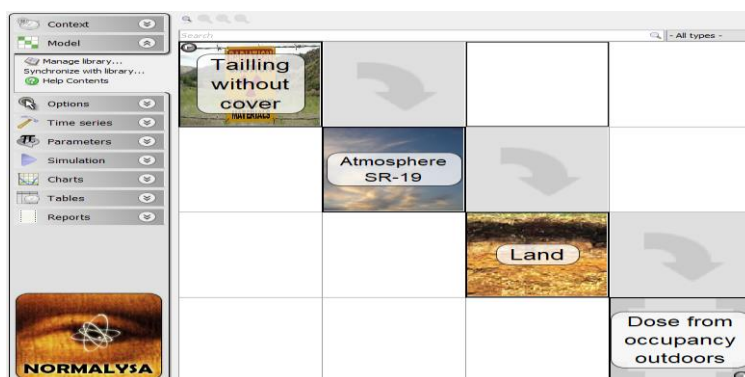 Context
Model
Manage library...
Synchronize with library...
Help Contents
Options
Time series
Parameters
Simulation
Charts
Tables
Reports
NORMALYSA
Search
- All types -
Tailling
without
cover
MATERIALS
Atmosphere
SR-19
Land
Dose from
occupancy
outdoors